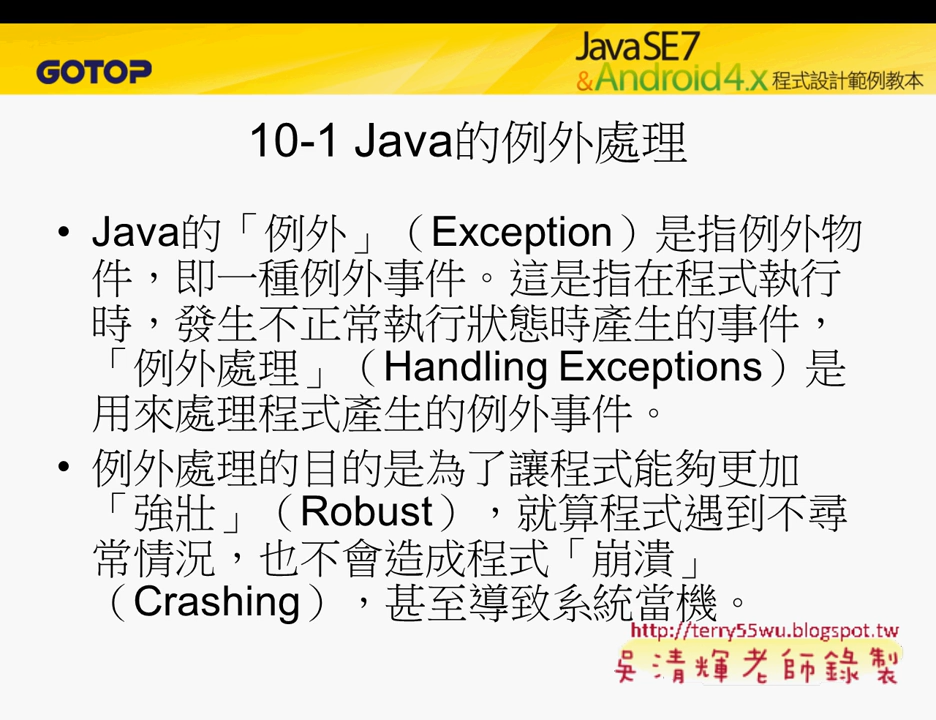 GOTOP
Java SE 7
&Android 4.x 程式設計範例教本
10-1 Java的例外處理
• Java的「例外」（Exception）是指例外物
件，即一種例外事件。這是指在程式執行
時，發生不正常執行狀態時產生的事件，
「例外處理」（Handling Exceptions）是
用來處理程式產生的例外事件。
• 例外處理的目的是為了讓程式能夠更加
「強壯」（Robust），就算程式遇到不尋
常情況，也不會造成程式「崩潰」
（Crashing），甚至導致系統當機。
http://terry55wu.blogspot.tw
吳清輝老師錄製